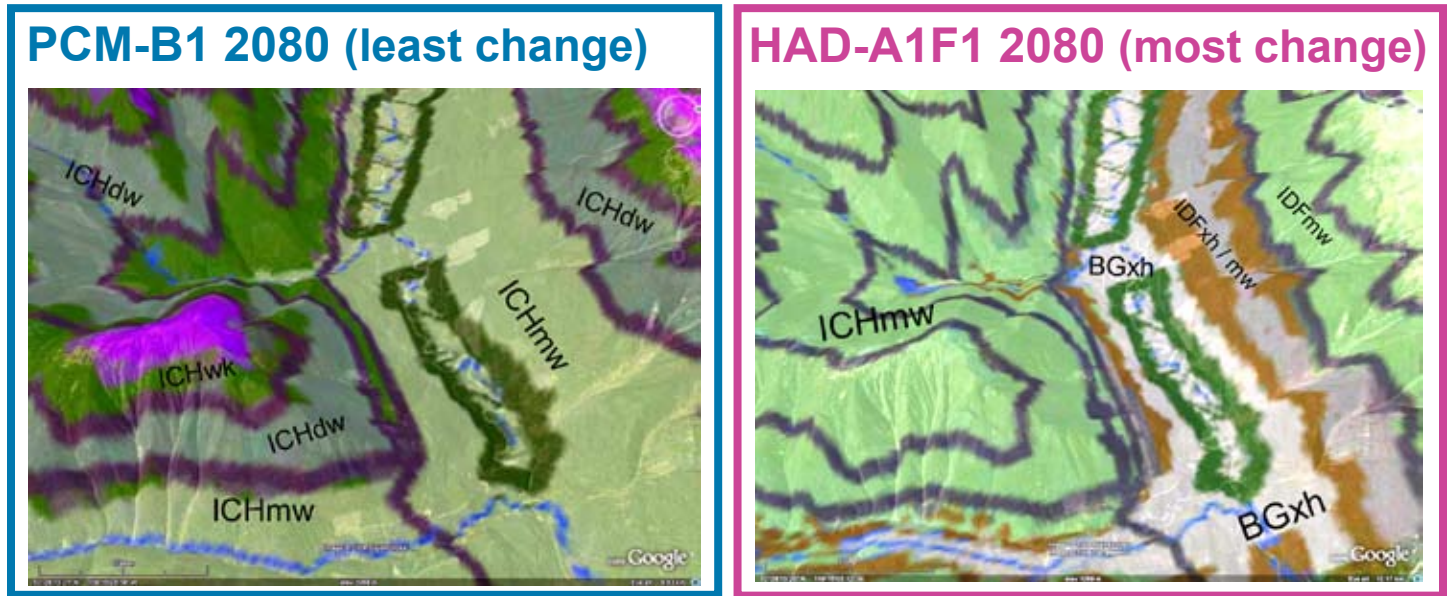 PCM-B1 2080 (least change)
ICHdw
ICHdw
ICHmw
ICHwk
ICHdw
ICHmw
Google
HAD-A1F1 2080 (most change)
IDFmw
IDFxh / mw
BGxh
ICHmw
BGxh
Google